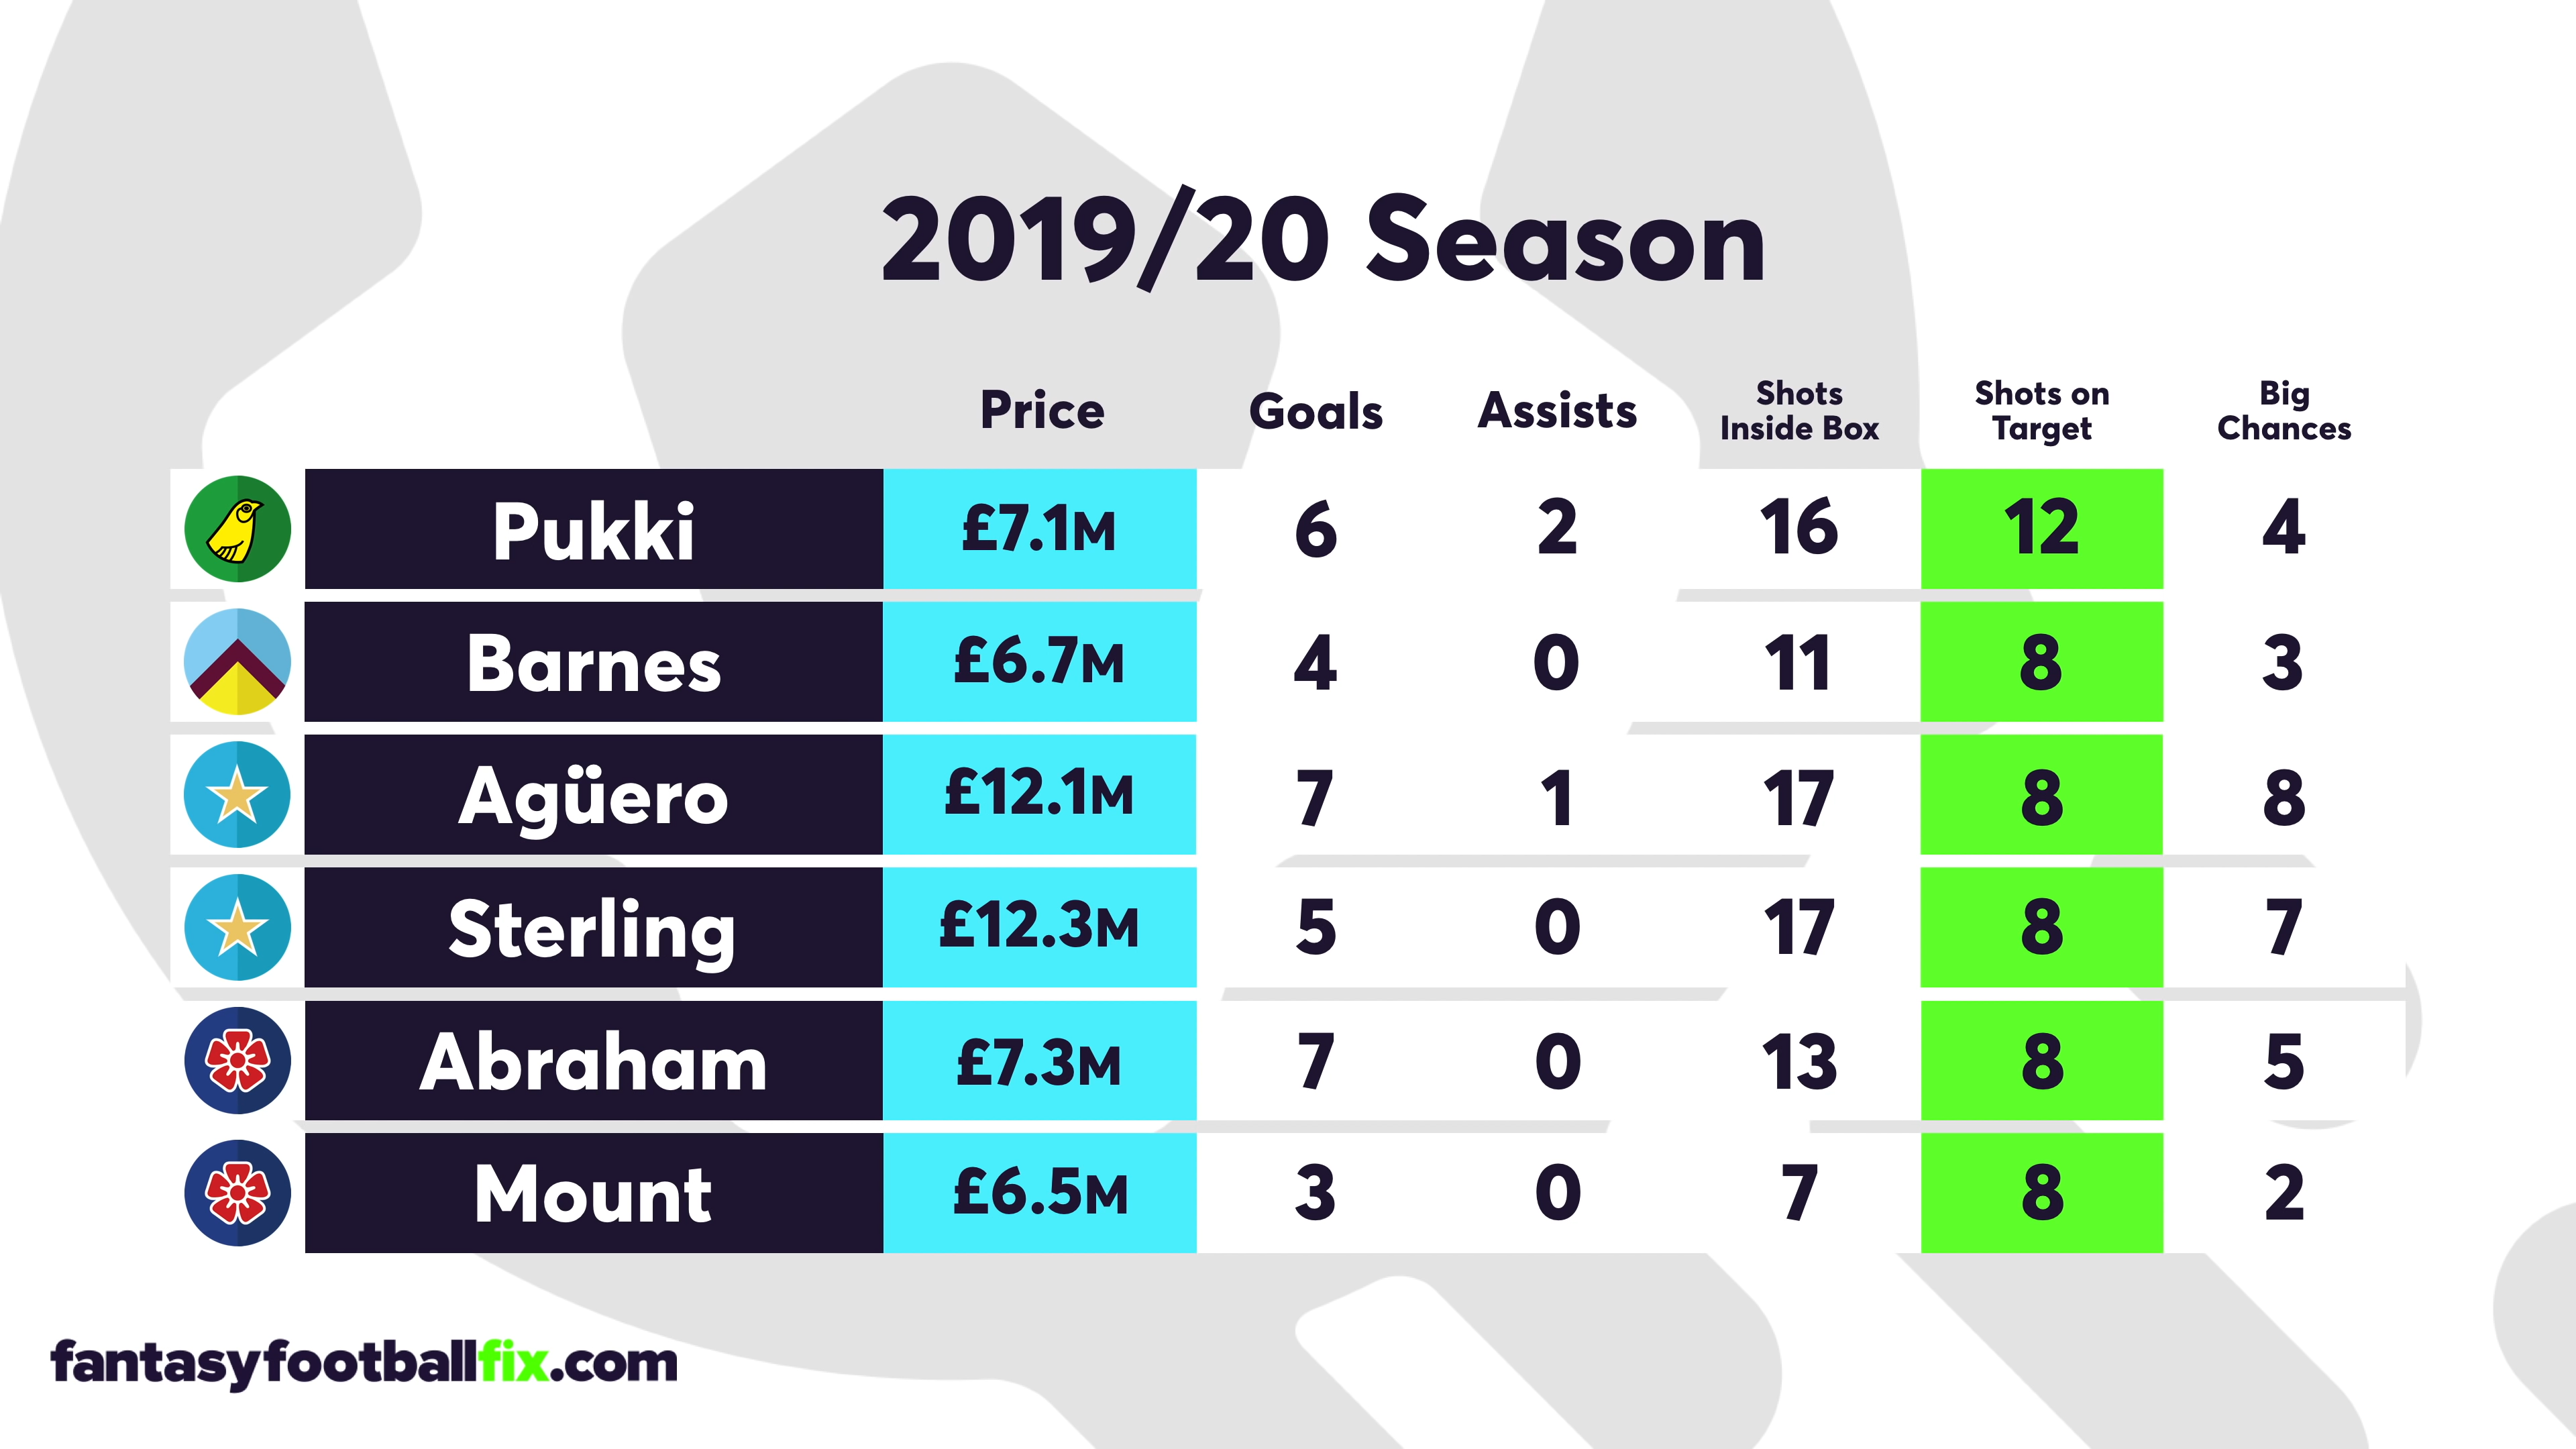 2019/20 Season
Price Goals Assists Shots Inside Box Shots on Target Big Chances
Pukki £7.1M 6 2 16 12 4
Barnes £6.7M 4 0 11 8 3
Agüero £12.1M 7 1 17 8 8
Sterling £12.3M 5 0 17 8 7
Abraham £7.3M 7 0 13 8 5
Mount £6.5M 3 0 7 8 2
fantasyfootballfix.com